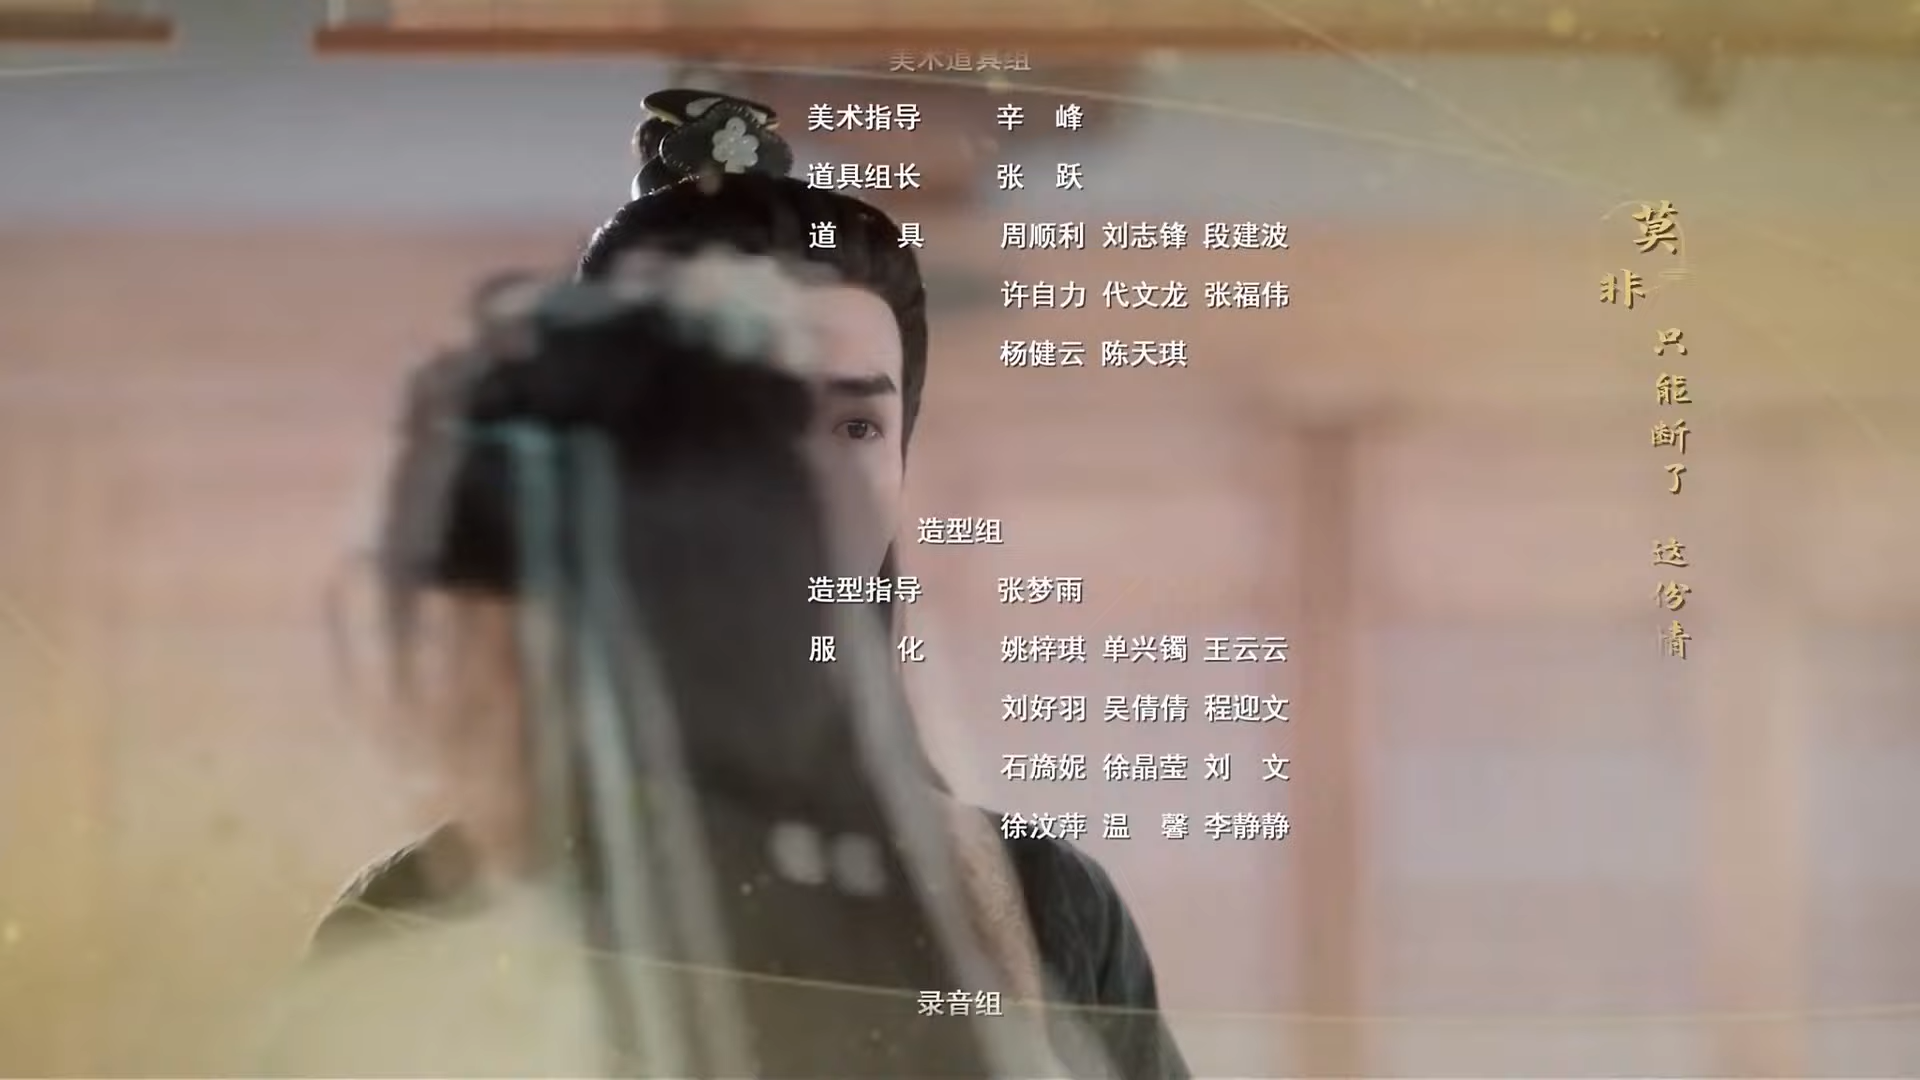 美术道具组
美术指导 辛 峰
道具组长 张 跃
道 具 周顺利 刘志锋 段建波
许自力 代文龙 张福伟
杨健云 陈天琪
造型组
造型指导 张梦雨
服 化 姚梓琪 单兴镯 王云云
刘好羽 吴倩倩 程迎文
石旖妮 徐晶莹 刘 文
徐汶萍 温 馨 李静静
录音组
莫非只能断了 这份情